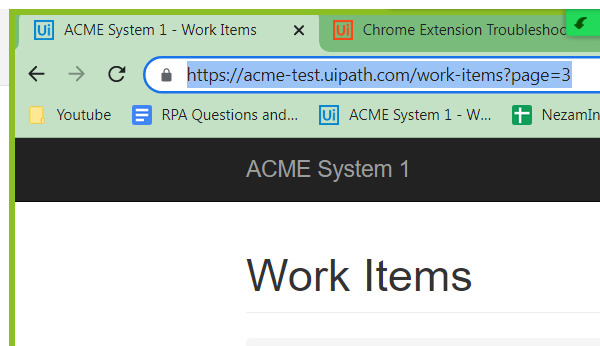 Ui ACME System 1 - Work Items Ui Chrome Extension Troubleshoo
https://acme-test.uipath.com/work-items?page=3
Youtube RPA Questions and... Ui ACME System 1 - W... NezamIn
ACME System 1
Work Items